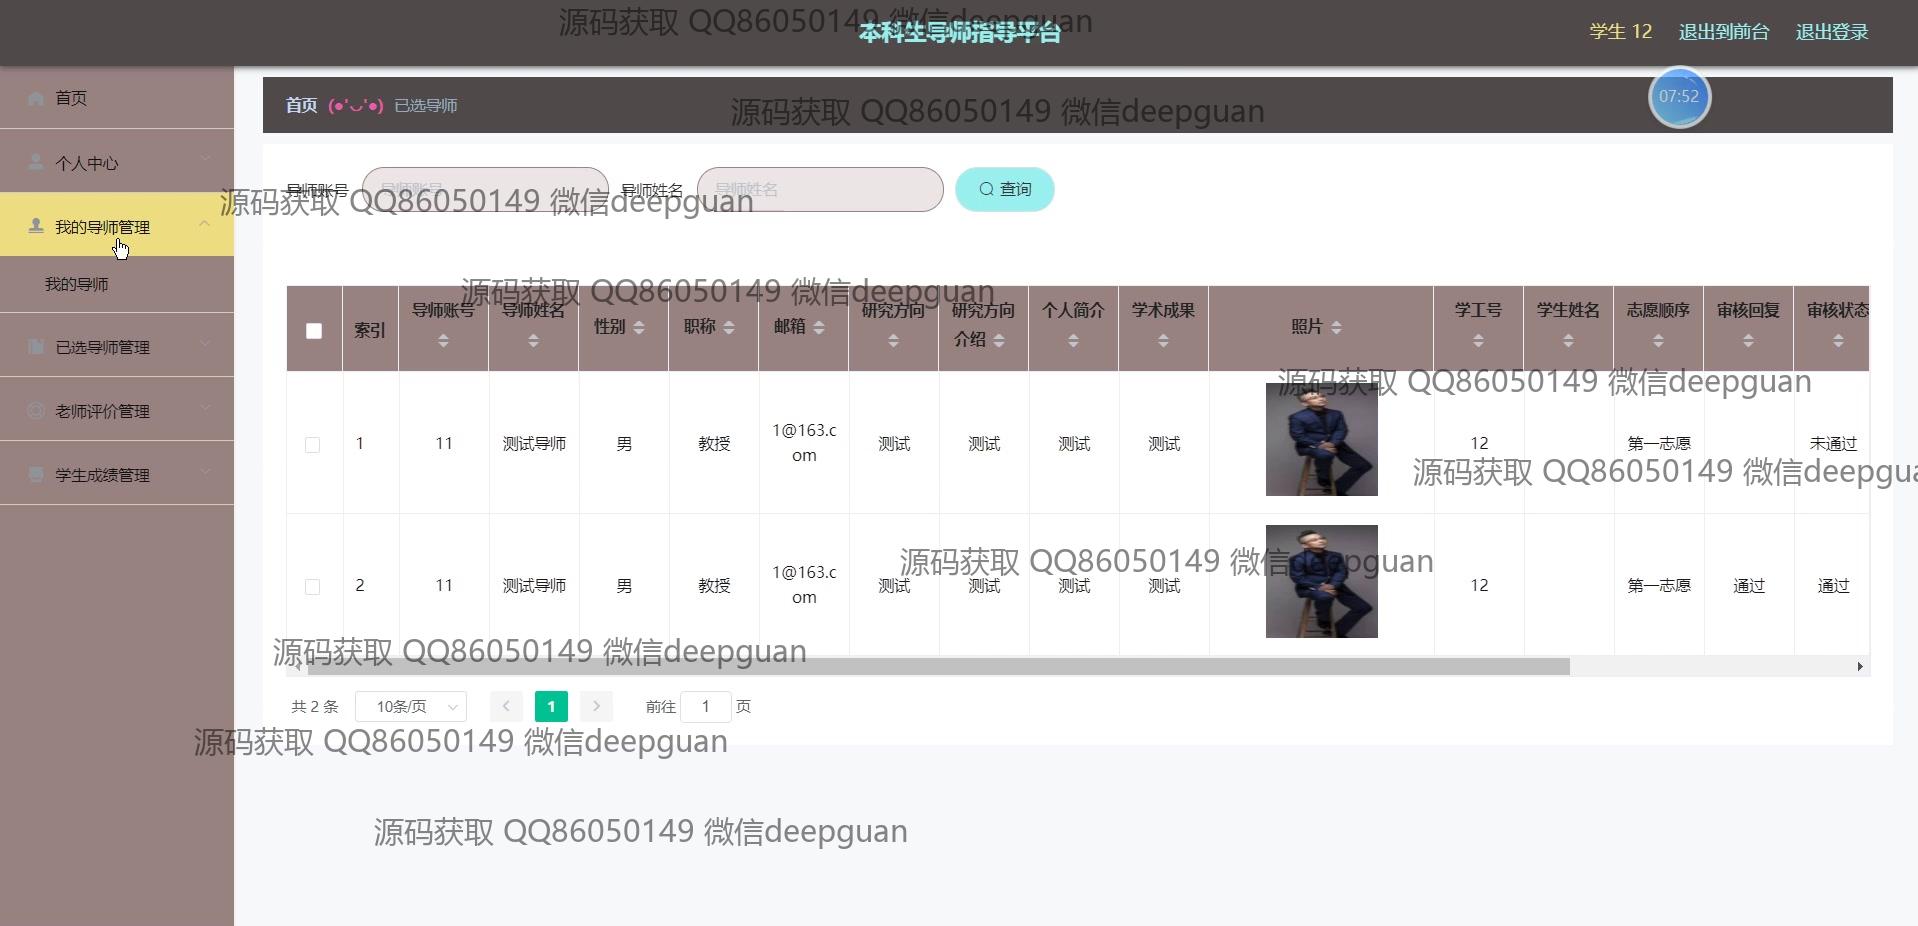 源码获取 QQ86050149 微信deepguan
本科生导师指导平台
学生 12 退出到前台 退出登录
首页
个人中心
我的导师管理
我的导师
已选导师管理
老师评价管理
学生成绩管理
首页 (●'◡'●) 已选导师
源码获取 QQ86050149 微信deepguan
07:52
导师账号 导师账号 导师姓名 导师姓名 查询
源码获取 QQ86050149 微信deepguan
源码获取 QQ86050149 微信deepguan
索引 导师账号 导师姓名 性别 职称 邮箱 研究方向 研究方向介绍 个人简介 学术成果 照片 学工号 学生姓名 志愿顺序 审核回复 审核状态
源码获取 QQ86050149 微信deepguan
1 11 测试导师 男 教授 1@163.com 测试 测试 测试 测试 12 第一志愿 未通过
源码获取 QQ86050149 微信deepgua
源码获取 QQ86050149 微信deepguan
2 11 测试导师 男 教授 1@163.com 测试 测试 测试 测试 12 第一志愿 通过 通过
源码获取 QQ86050149 微信deepguan
共 2 条 10条/页 1 前往 1 页
源码获取 QQ86050149 微信deepguan
源码获取 QQ86050149 微信deepguan